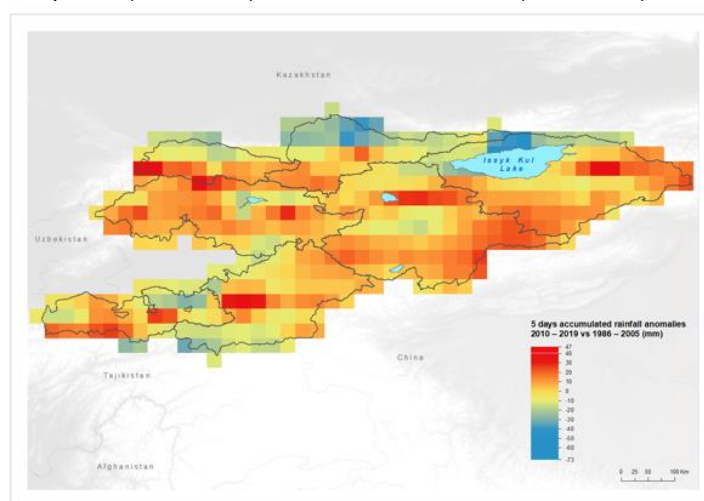 Kazakhstan
Issyk Kul
Lake
Uzbekistan
5 days accumulated rainfall anomalies
2010 – 2019 vs 1986 – 2005 (mm)
47
40
30
20
10
0
-10
-20
-30
-40
-50
-60
-73
China
Tajikistan
Afghanistan
0 25 50 100 Km